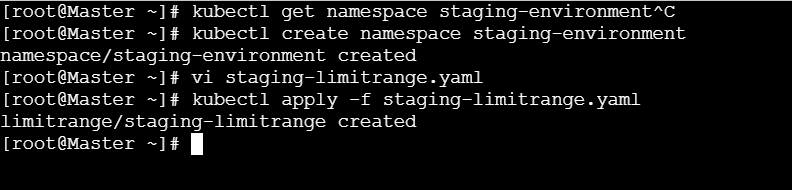 [root@Master ~]# kubectl get namespace staging-environment^C
[root@Master ~]# kubectl create namespace staging-environment
namespace/staging-environment created
[root@Master ~]# vi staging-limitrange.yaml
[root@Master ~]# kubectl apply -f staging-limitrange.yaml
limitrange/staging-limitrange created
[root@Master ~]#